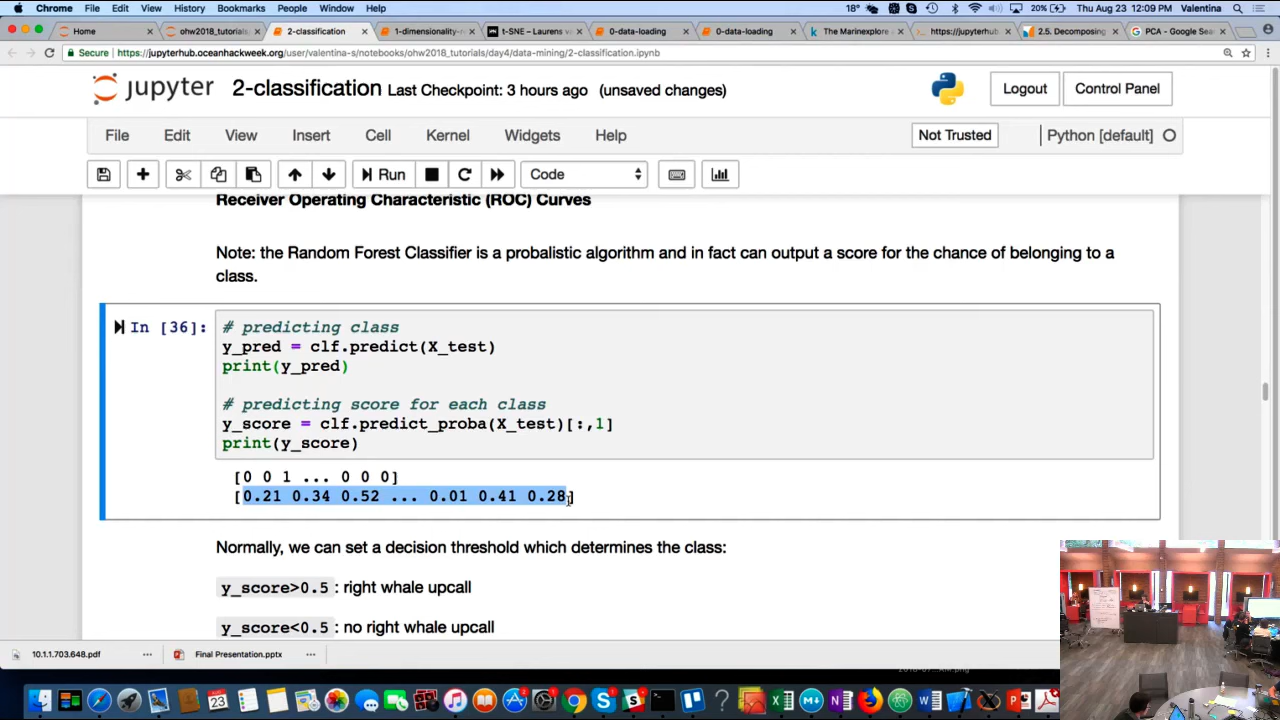 Chrome File Edit View History Bookmarks People Window Help 18° 20% Thu Aug 23 12:09 PM Valentina
Home ohw2018_tutorials 2-classification 1-dimensionality-r t-SNE – Laurens v 0-data-loading 0-data-loading The Marinexplore https://jupyterhub 2.5. Decomposing PCA - Google Sea
Secure https://jupyterhub.oceanhackweek.org/user/valentina-s/notebooks/ohw2018_tutorials/day4/data-mining/2-classification.ipynb
jupyter 2-classification Last Checkpoint: 3 hours ago (unsaved changes) Logout Control Panel
File Edit View Insert Cell Kernel Widgets Help Not Trusted Python [default]
Run Code
Receiver Operating Characteristic (ROC) Curves
Note: the Random Forest Classifier is a probalistic algorithm and in fact can output a score for the chance of belonging to a
class.
In [36]: # predicting class
y_pred = clf.predict(X_test)
print(y_pred)
# predicting score for each class
y_score = clf.predict_proba(X_test)[:,1]
print(y_score)
[0 0 1 ... 0 0 0]
[0.21 0.34 0.52 ... 0.01 0.41 0.28]
Normally, we can set a decision threshold which determines the class:
y_score>0.5 : right whale upcall
y_score<0.5 : no right whale upcall
10.1.1.703.648.pdf Final Presentation.pptx